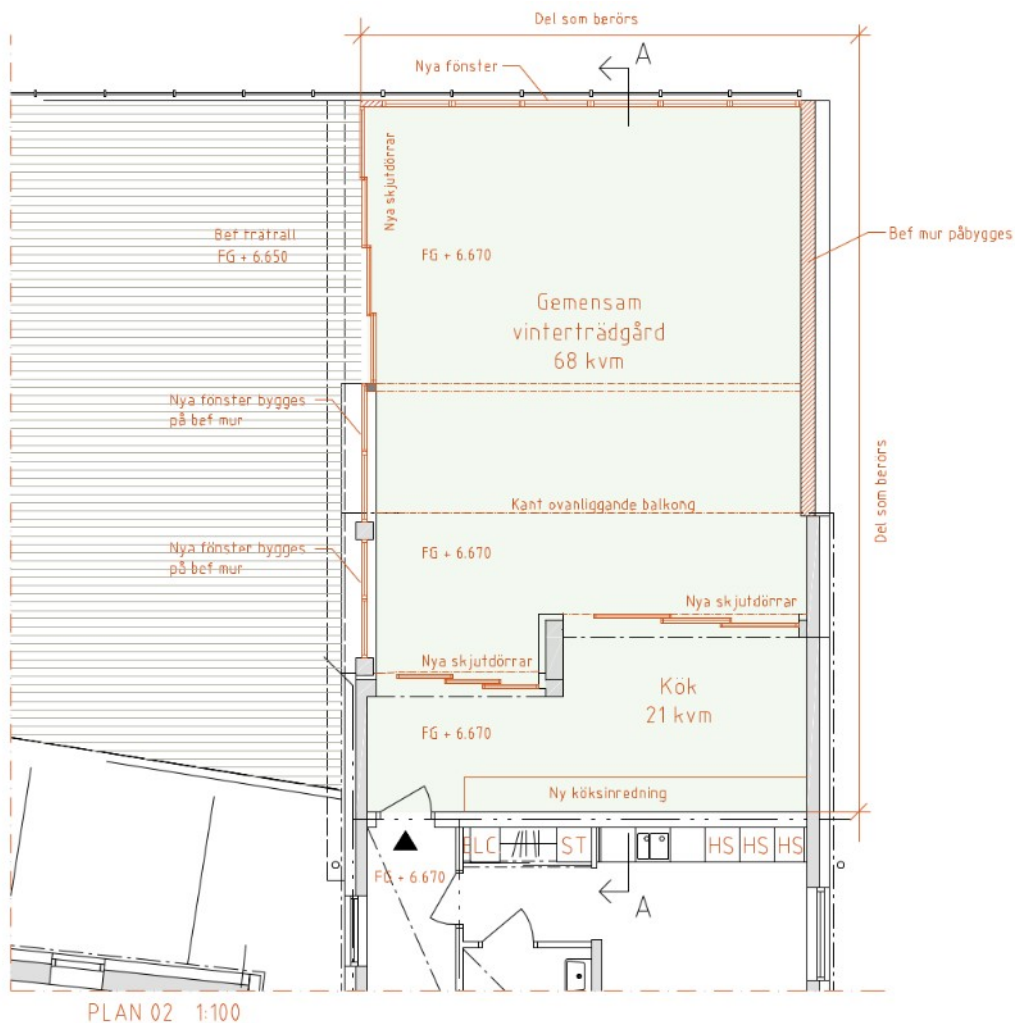 Del som berörs
A
Nya fönster
Nya skjutdörrar
Bef trätrall
FG + 6.650
FG + 6.670
Bef mur påbygges
Gemensam
vinterträdgård
68 kvm
Nya fönster bygges
på bef mur
Del som berörs
Kant ovanliggande balkong
Nya fönster bygges
på bef mur
FG + 6.670
Nya skjutdörrar
Nya skjutdörrar
Kök
21 kvm
FG + 6.670
Ny köksinredning
ELC
ST
HS
HS
HS
FG + 6.670
A
PLAN 02 1:100